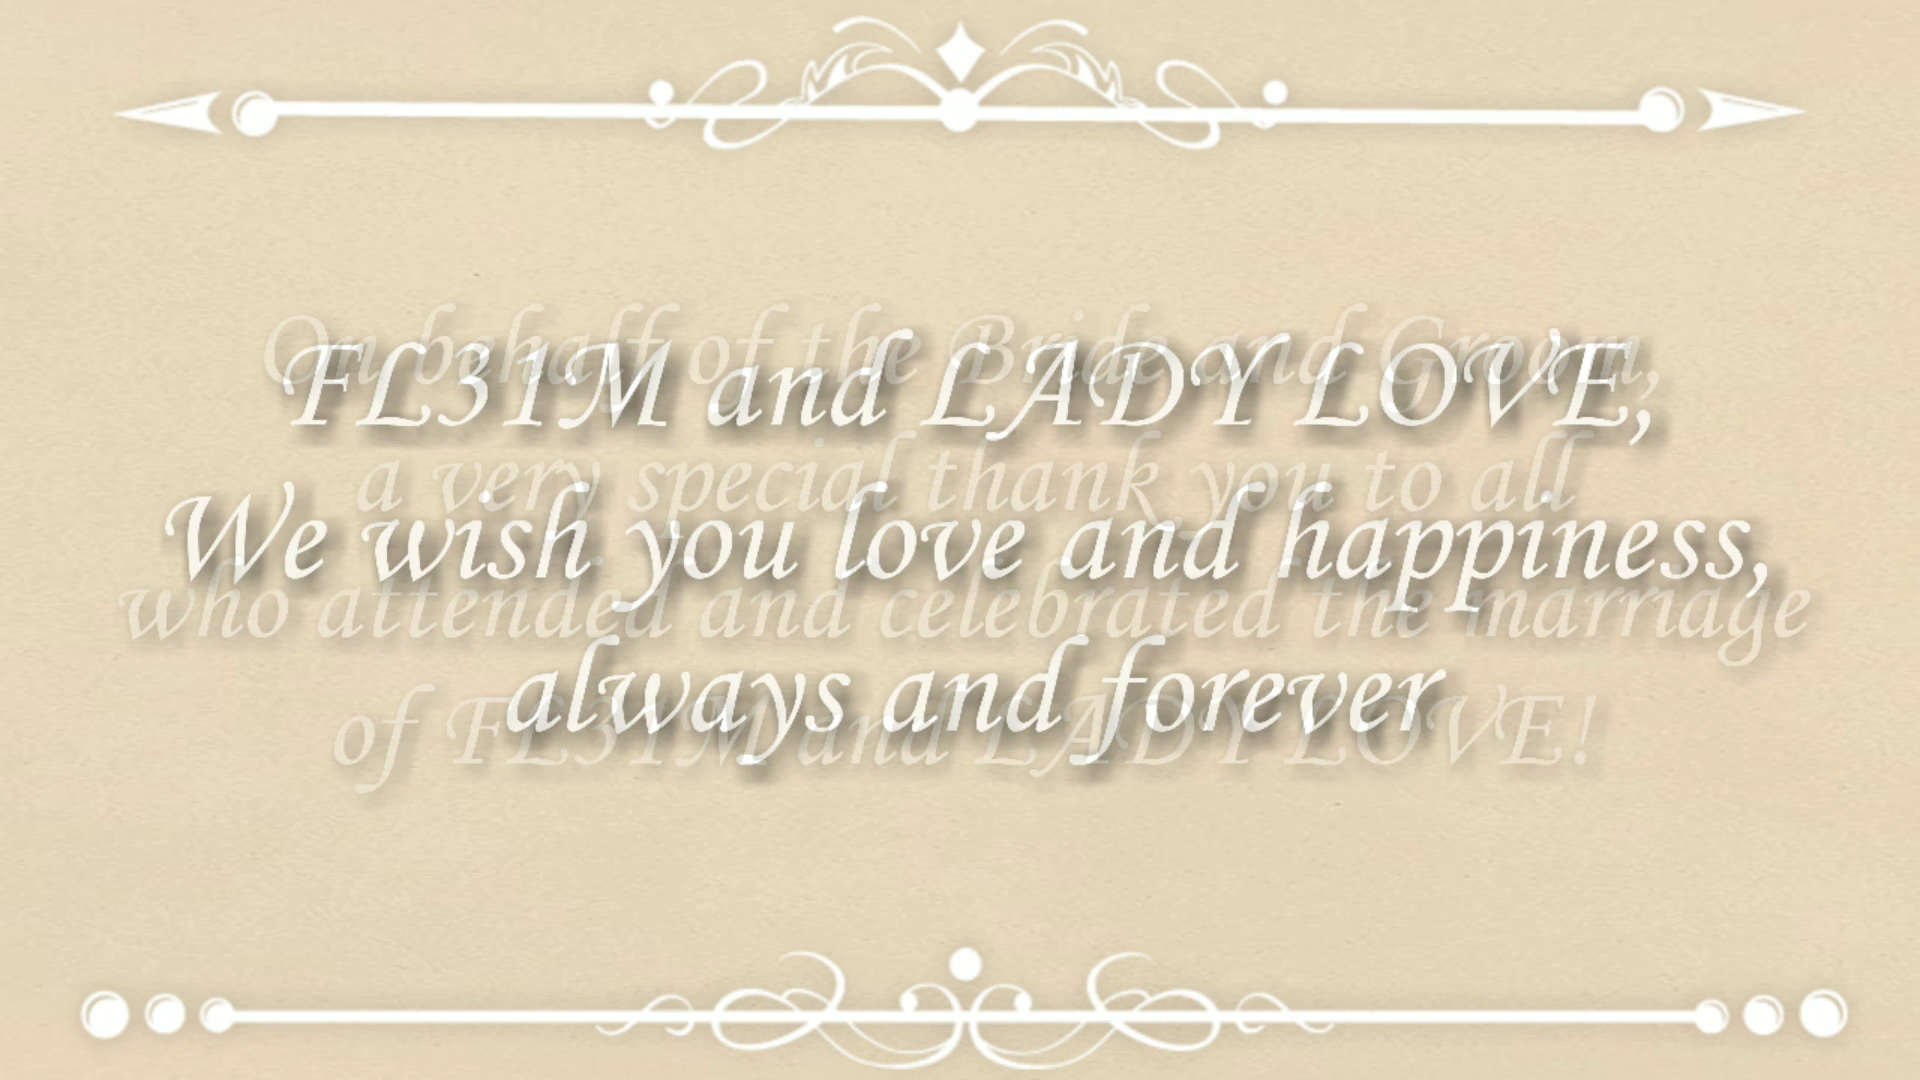 On behalf of the Bride and Groom,
a very special thank you to all
who attended and celebrated the marriage
of FL31M and LADY LOVE!
FL31M and LADY LOVE,
We wish you love and happiness,
always and forever